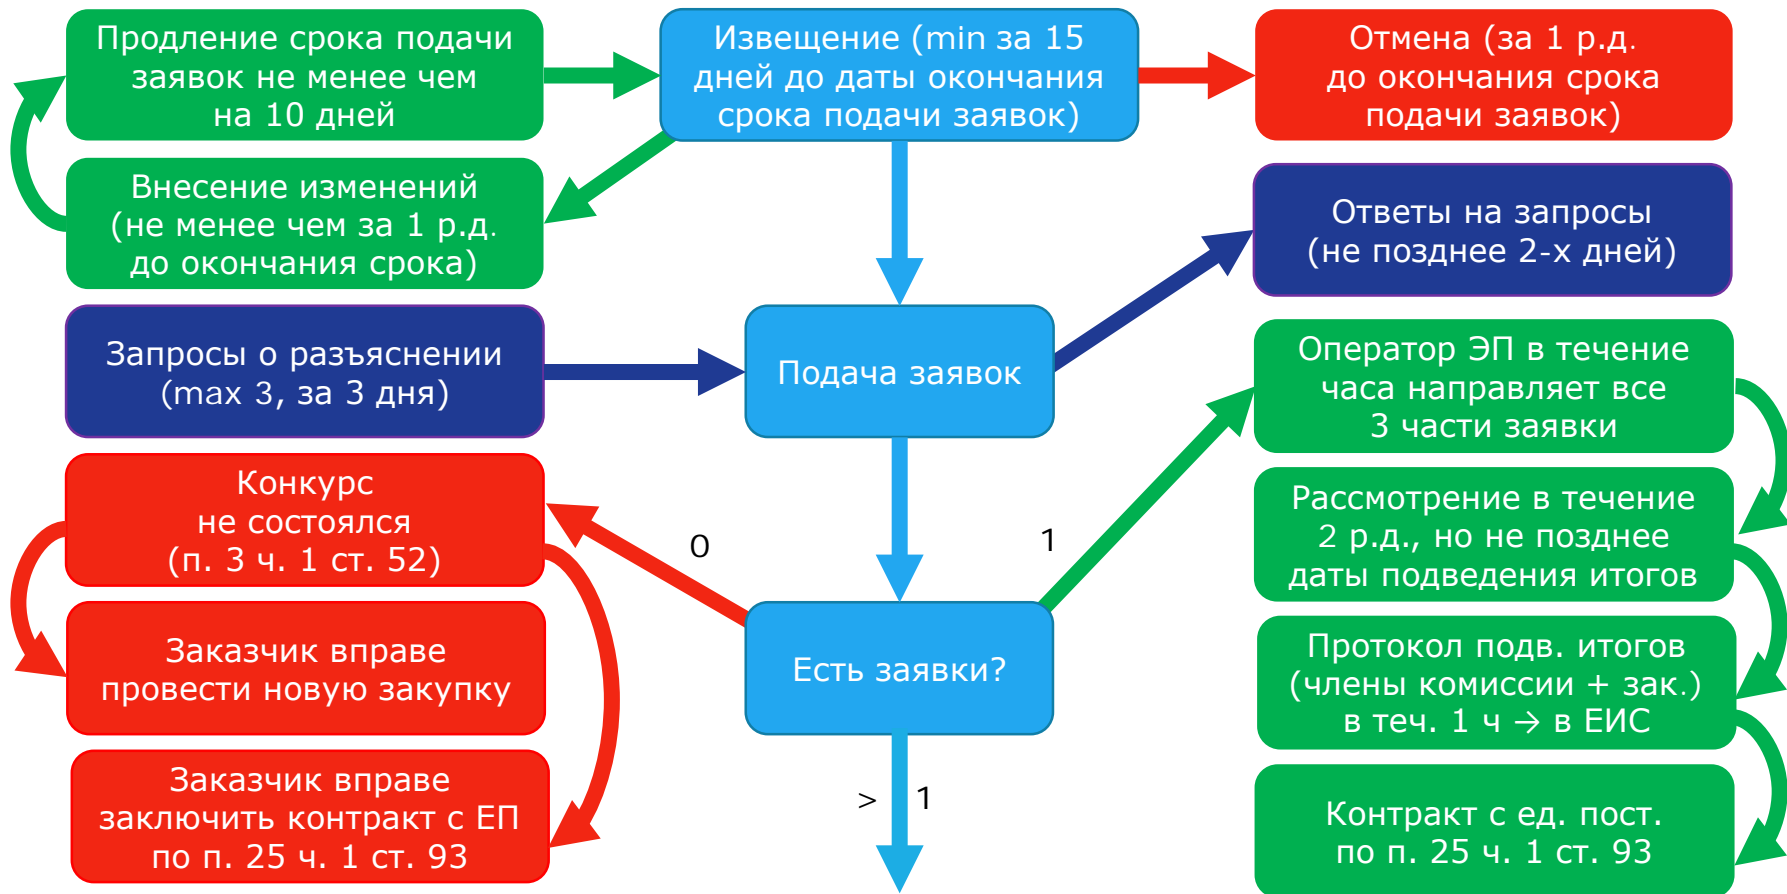 Продление срока подачи
заявок не менее чем
на 10 дней
Извещение (min за 15
дней до даты окончания
срока подачи заявок)
Отмена (за 1 р.д.
до окончания срока
подачи заявок)
Внесение изменений
(не менее чем за 1 р.д.
до окончания срока)
Ответы на запросы
(не позднее 2-х дней)
Запросы о разъяснении
(max 3, за 3 дня)
Подача заявок
Оператор ЭП в течение
часа направляет все
3 части заявки
Конкурс
не состоялся
(п. 3 ч. 1 ст. 52)
0
1
Рассмотрение в течение
2 р.д., но не позднее
даты подведения итогов
Заказчик вправе
провести новую закупку
Есть заявки?
Протокол подв. итогов
(члены комиссии + зак.)
в теч. 1 ч → в ЕИС
Заказчик вправе
заключить контракт с ЕП
по п. 25 ч. 1 ст. 93
> 1
Контракт с ед. пост.
по п. 25 ч. 1 ст. 93